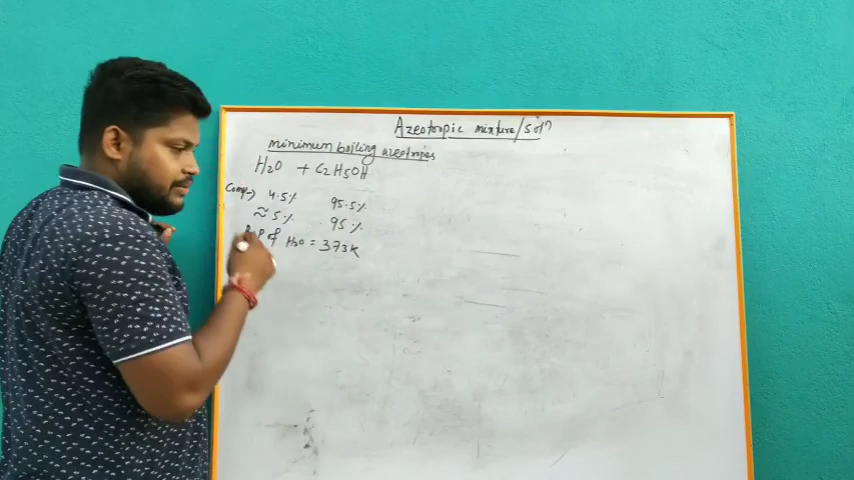 Azeotropic mixture/solⁿ
minimum boiling azeotropes
H₂O + C₂H₅OH
Comp→ 4.5% 95.5%
≈ 5% 95%
of H₂O = 373K